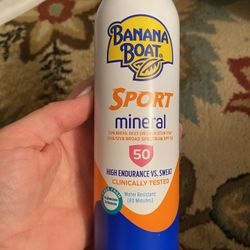 BANANA
BOAT
SPORT
mineral
50
HIGH ENDURANCE VS. SWEAT
CLINICALLY TESTED
Water Resistant
(80 Minutes)